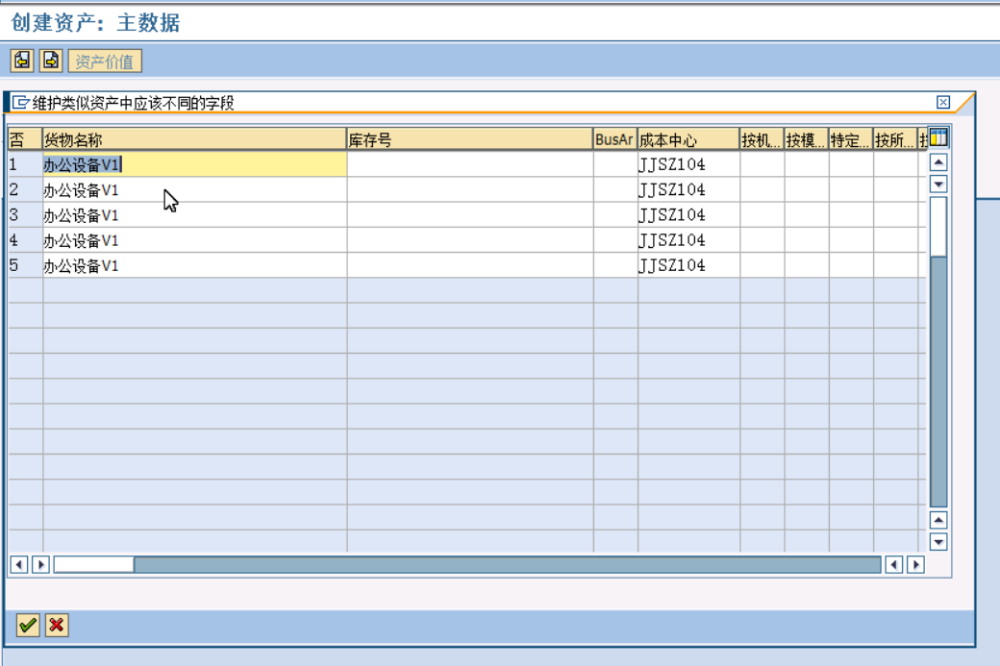 创建资产：主数据
资产价值
维护类似资产中应该不同的字段
否 货物名称 库存号 BusAr 成本中心 按机... 按模... 特定... 按所...
1 办公设备V1 JJSZ104
2 办公设备V1 JJSZ104
3 办公设备V1 JJSZ104
4 办公设备V1 JJSZ104
5 办公设备V1 JJSZ104